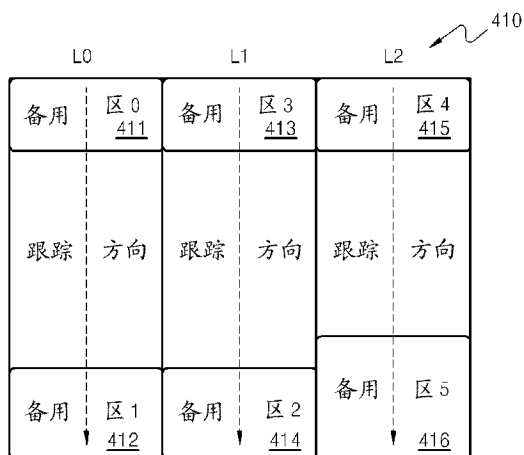 410
L0 L1 L2
备用 区0 411 备用 区3 413 备用 区4 415
跟踪 方向 跟踪 方向 跟踪 方向
备用 区1 412 备用 区2 414 备用 区5 416